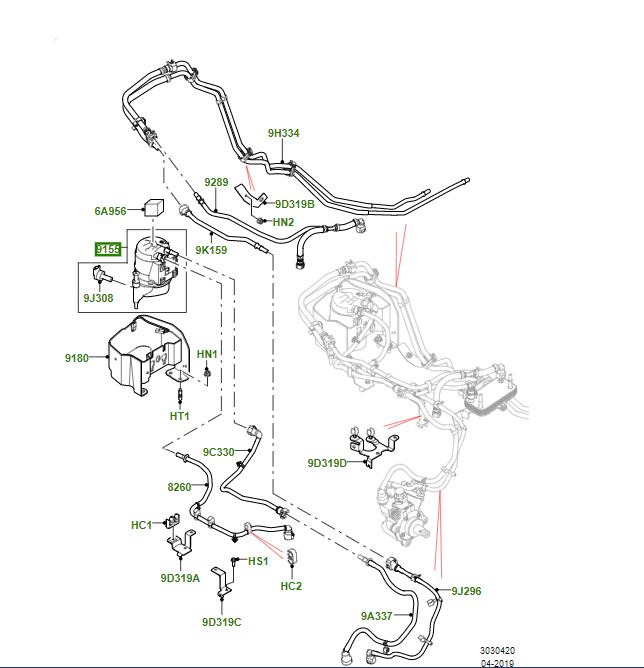 9H334
9289
9D319B
6A956
HN2
9155
9K159
9J308
HN1
9180
HT1
9C330
9D319D
8260
HC1
HS1
9D319A
HC2
9J296
9A337
9D319C
3030420
04-2019